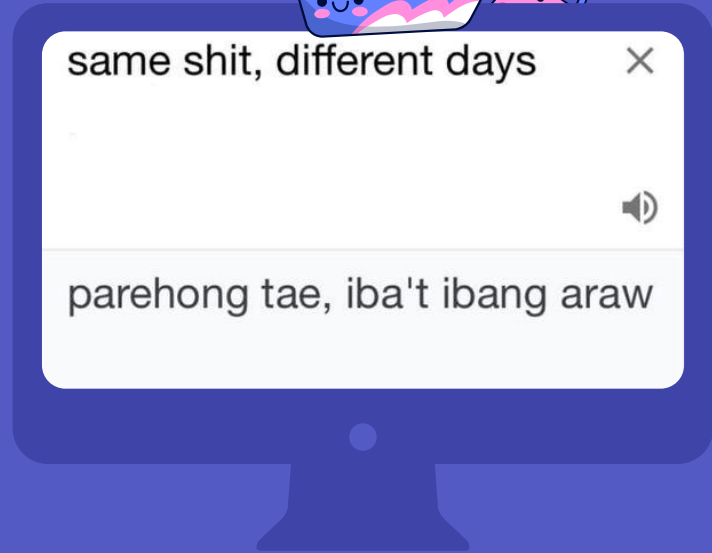 same shit, different days
parehong tae, iba't ibang araw